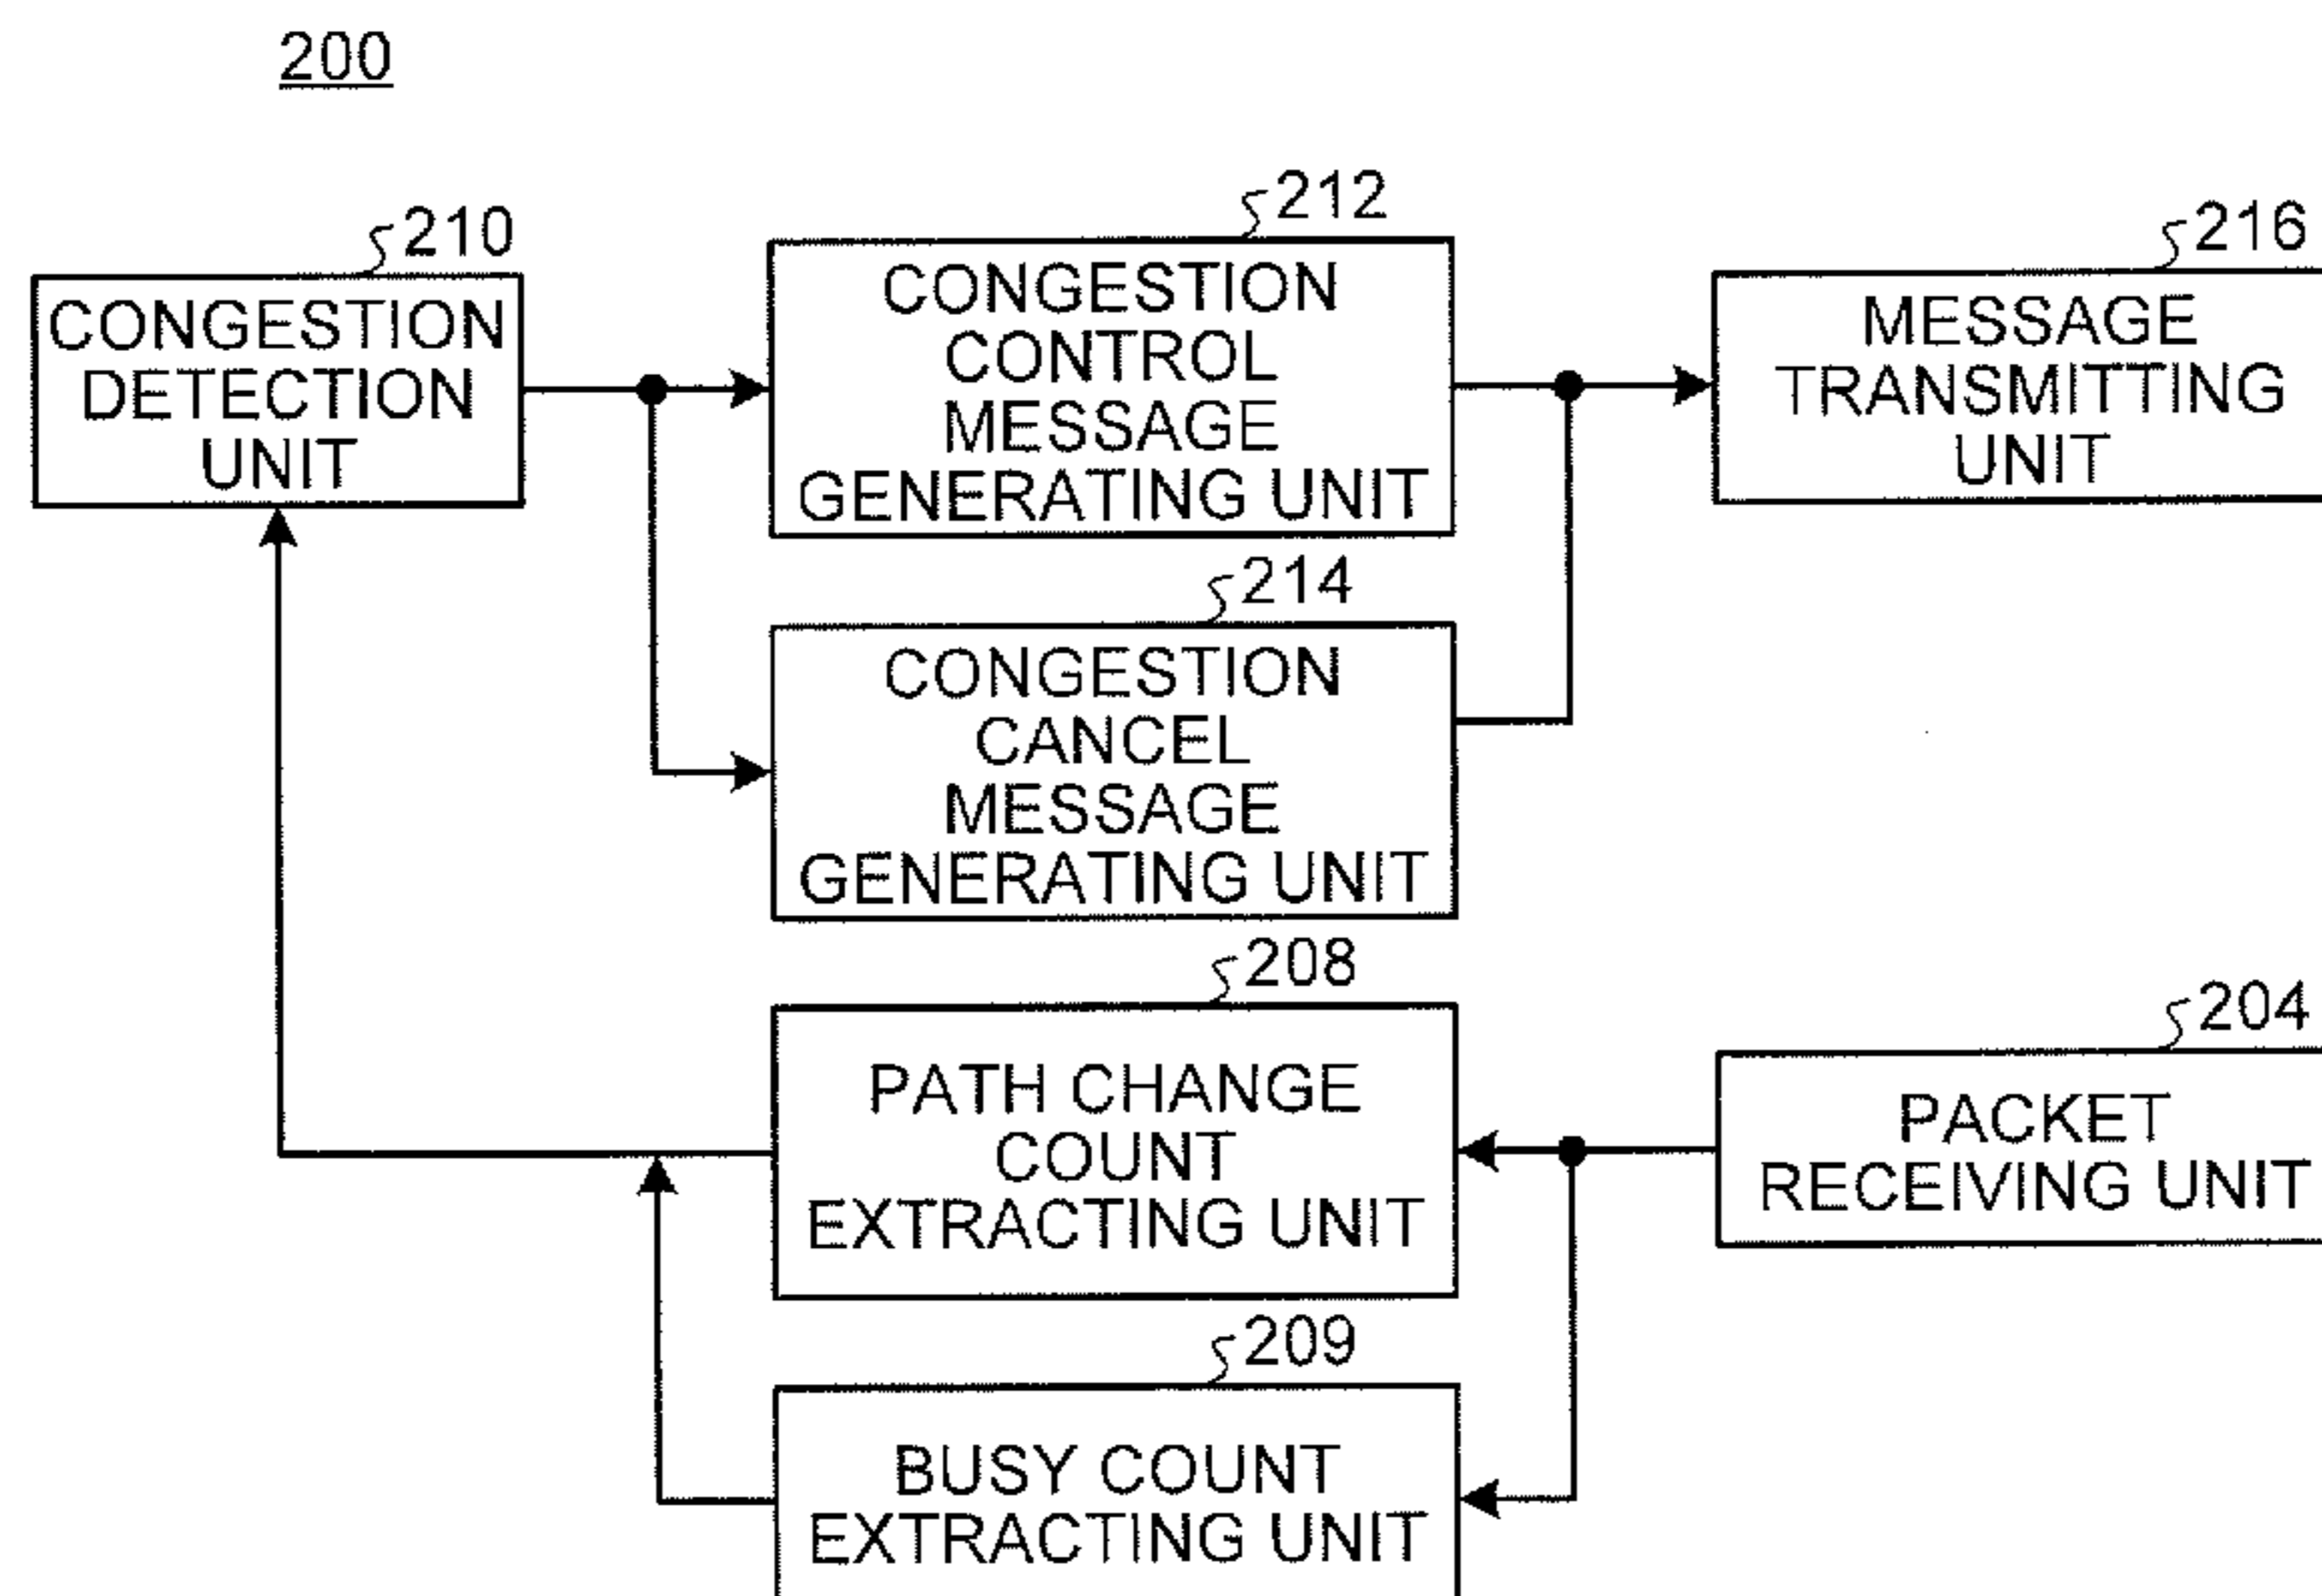 200
210
CONGESTION
DETECTION
UNIT
212
CONGESTION
CONTROL
MESSAGE
GENERATING UNIT
216
MESSAGE
TRANSMITTING
UNIT
214
CONGESTION
CANCEL
MESSAGE
GENERATING UNIT
208
PATH CHANGE
COUNT
EXTRACTING UNIT
204
PACKET
RECEIVING UNIT
209
BUSY COUNT
EXTRACTING UNIT